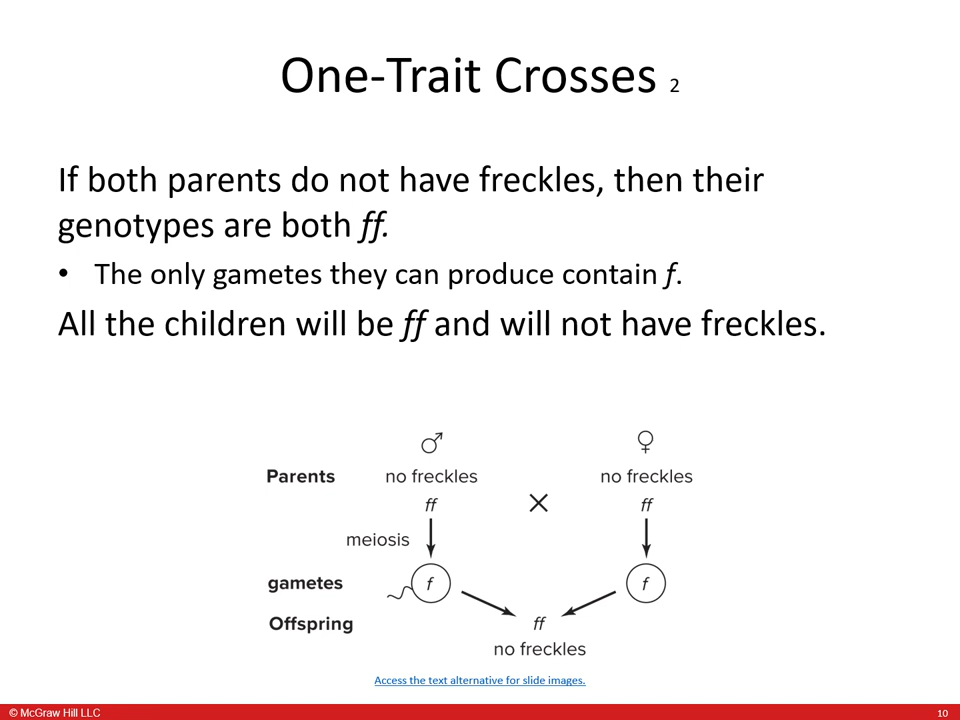 One-Trait Crosses 2
If both parents do not have freckles, then their
genotypes are both ff.
• The only gametes they can produce contain f.
All the children will be ff and will not have freckles.
♂ ♀
Parents no freckles no freckles
ff × ff
meiosis
gametes f f
Offspring ff
no freckles
Access the text alternative for slide images.
© McGraw Hill LLC 10